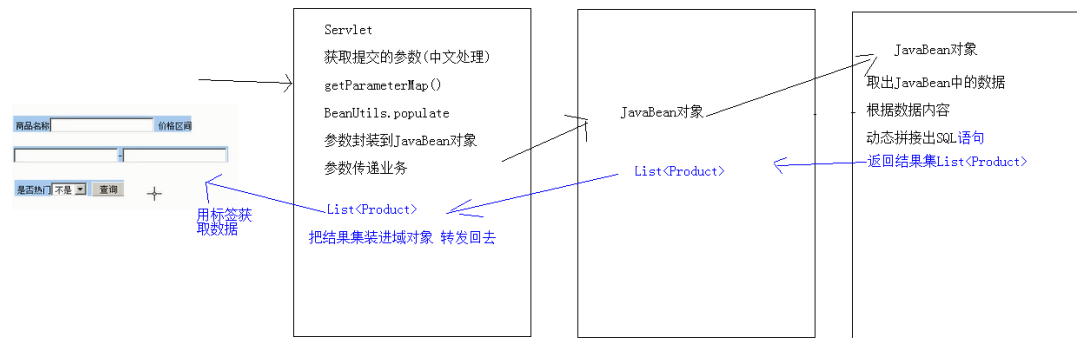 商品名称 价格区间
-
是否热门 不是 查询
用标签获
取数据
Servlet
获取提交的参数(中文处理)
getParameterMap()
BeanUtils.populate
参数封装到JavaBean对象
参数传递业务
List<Product>
把结果集装进域对象 转发回去
JavaBean对象
List<Product>
JavaBean对象
取出JavaBean中的数据
根据数据内容
动态拼接出SQL语句
返回结果集List<Product>